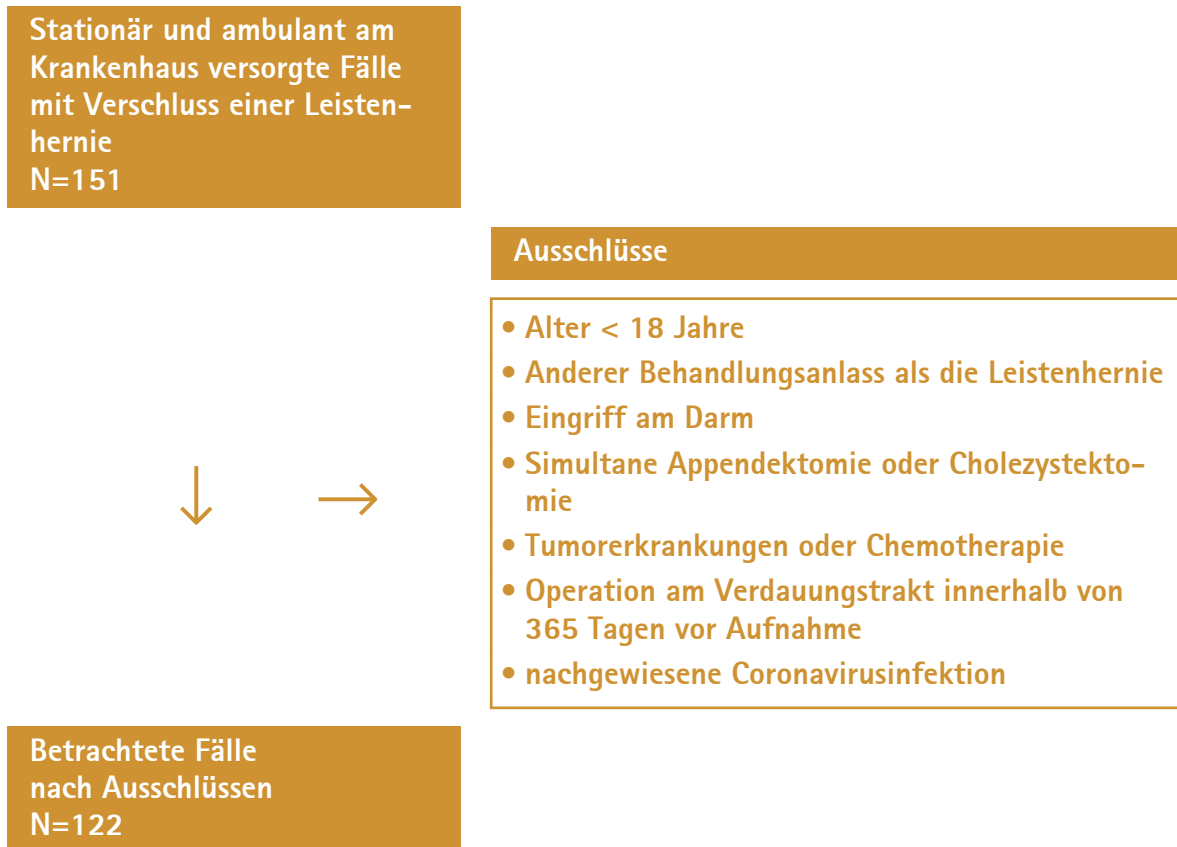 Stationär und ambulant am
Krankenhaus versorgte Fälle
mit Verschluss einer Leisten-
hernie
N=151
Ausschlüsse
• Alter < 18 Jahre
• Anderer Behandlungsanlass als die Leistenhernie
• Eingriff am Darm
• Simultane Appendektomie oder Cholezystekto-
mie
• Tumorerkrankungen oder Chemotherapie
• Operation am Verdauungstrakt innerhalb von
365 Tagen vor Aufnahme
• nachgewiesene Coronavirusinfektion
Betrachtete Fälle
nach Ausschlüssen
N=122